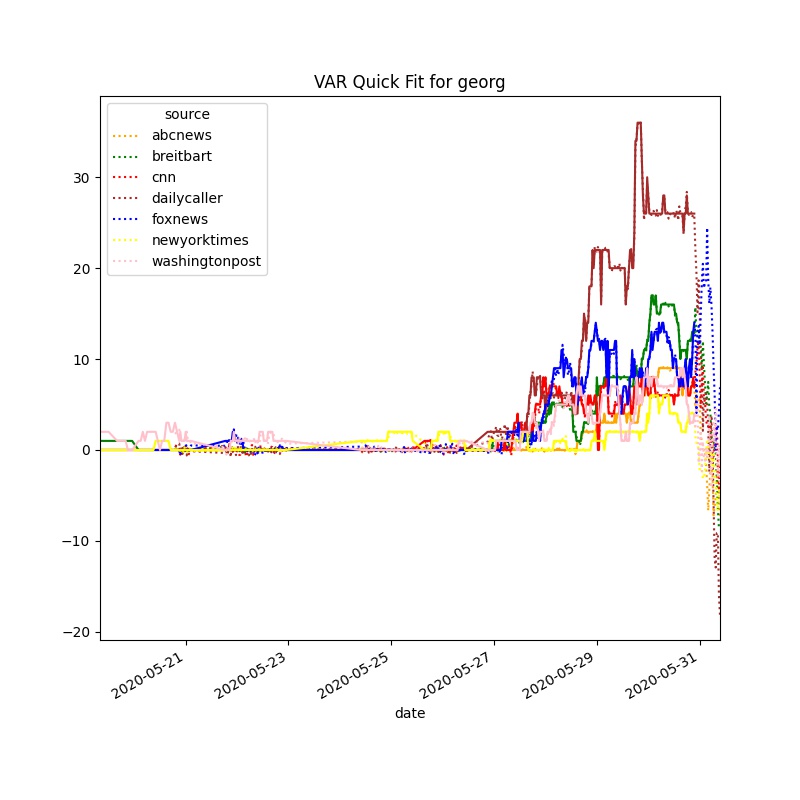 VAR Quick Fit for georg
source
abcnews
breitbart
cnn
dailycaller
foxnews
newyorktimes
washingtonpost
30
20
10
0
−10
−20
2020-05-21
2020-05-23
2020-05-25
2020-05-27
2020-05-29
2020-05-31
date